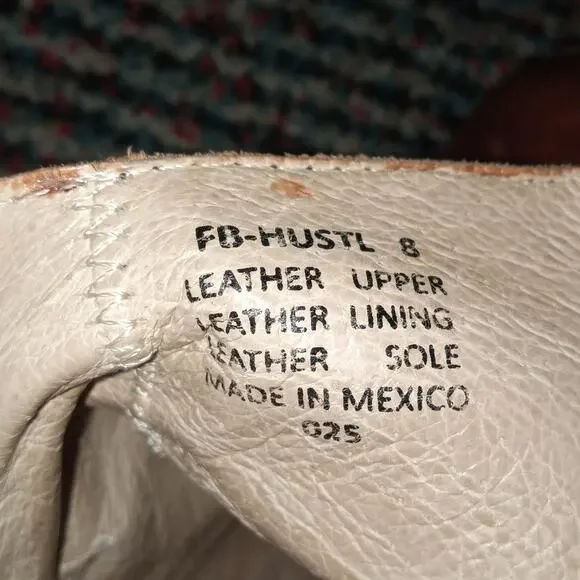 FB-HUSTL 8
LEATHER UPPER
LEATHER LINING
LEATHER SOLE
MADE IN MEXICO
925